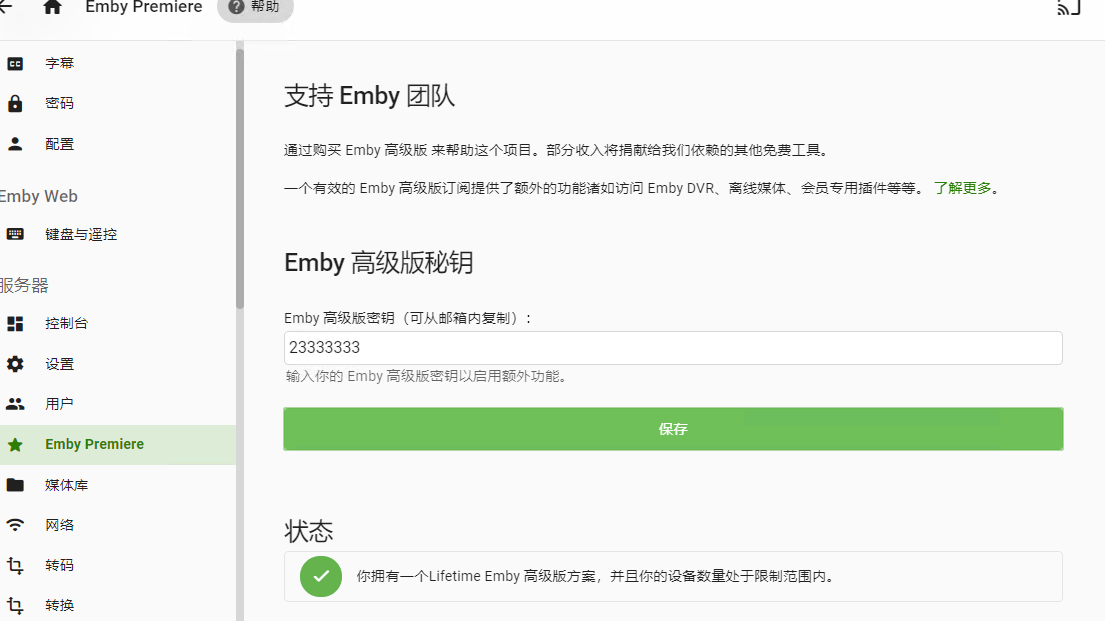 Emby Premiere
帮助
字幕
密码
配置
Emby Web
键盘与遥控
服务器
控制台
设置
用户
Emby Premiere
媒体库
网络
转码
转换
支持 Emby 团队
通过购买 Emby 高级版 来帮助这个项目。部分收入将捐献给我们依赖的其他免费工具。
一个有效的 Emby 高级版订阅提供了额外的功能诸如访问 Emby DVR、离线媒体、会员专用插件等等。 了解更多。
Emby 高级版秘钥
Emby 高级版密钥（可从邮箱内复制）:
23333333
输入你的 Emby 高级版密钥以启用额外功能。
保存
状态
你拥有一个Lifetime Emby 高级版方案，并且你的设备数量处于限制范围内。